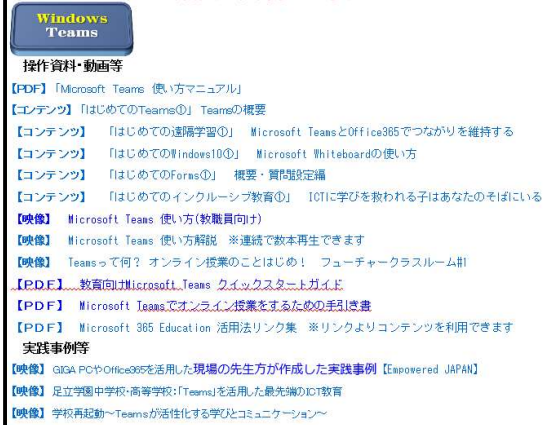 Windows
Teams
操作資料・動画等
【PDF】「Microsoft Teams 使い方マニュアル」
【コンテンツ】「はじめてのTeams①」 Teamsの概要
【コンテンツ】 「はじめての遠隔学習①」 Microsoft TeamsとOffice365でつながりを維持する
【コンテンツ】 「はじめてのWindows10①」 Microsoft Whiteboardの使い方
【コンテンツ】 「はじめてのForms①」 概要・質問設定編
【コンテンツ】 「はじめてのインクルーシブ教育①」 ICTに学びを救われる子はあなたのそばにいる
【映像】 Microsoft Teams 使い方(教職員向け)
【映像】 Microsoft Teams 使い方解説 ※連続で数本再生できます
【映像】 Teamsって何? オンライン授業のことはじめ! フューチャークラスルーム#1
【PDF】 教育向けMicrosoft Teams クイックスタートガイド
【PDF】 Microsoft Teamsでオンライン授業をするための手引き書
【PDF】 Microsoft 365 Education 活用法リンク集 ※リンクよりコンテンツを利用できます
実践事例等
【映像】 GIGA PCやOffice365を活用した現場の先生方が作成した実践事例【Empowered JAPAN】
【映像】 足立学園中学校・高等学校:「Teams」を活用した最先端のICT教育
【映像】 学校再起動~Teamsが活性化する学びとコミュニケーション~